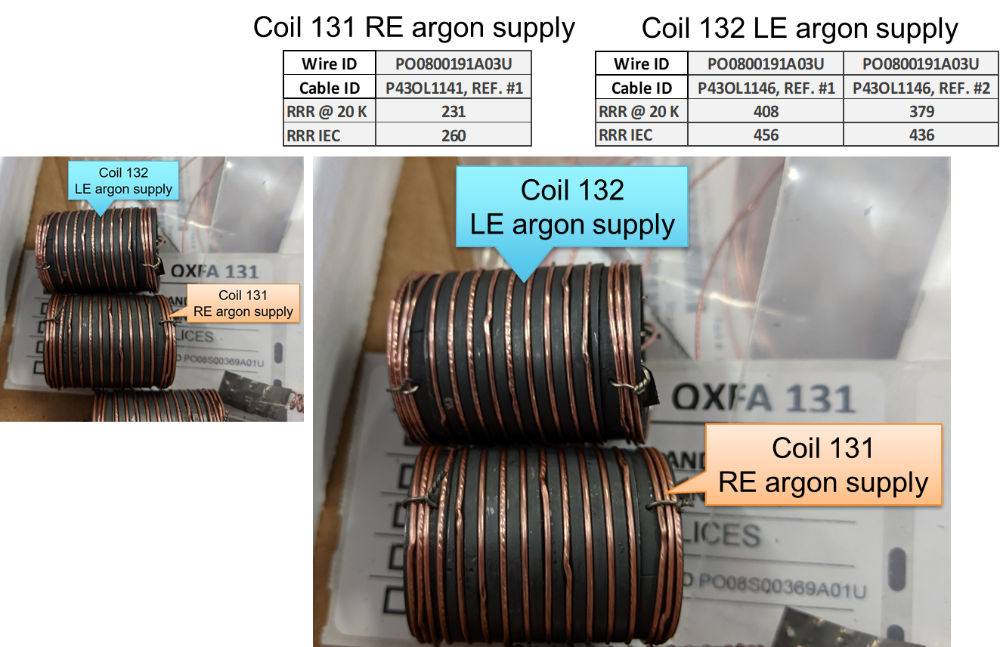 Coil 131 RE argon supply
Wire ID PO0800191A03U
Cable ID P43OL1141, REF. #1
RRR @ 20 K 231
RRR IEC 260
Coil 132 LE argon supply
Wire ID PO0800191A03U PO0800191A03U
Cable ID P43OL1146, REF. #1 P43OL1146, REF. #2
RRR @ 20 K 408 379
RRR IEC 456 436
Coil 132
LE argon supply
OXFA 131
Coil 131
RE argon supply
LICES
PO08S00369A01U
Coil 132
LE argon supply
OXFA 131
AND
Coil 131
RE argon supply
LICES
PO08S00369A01U